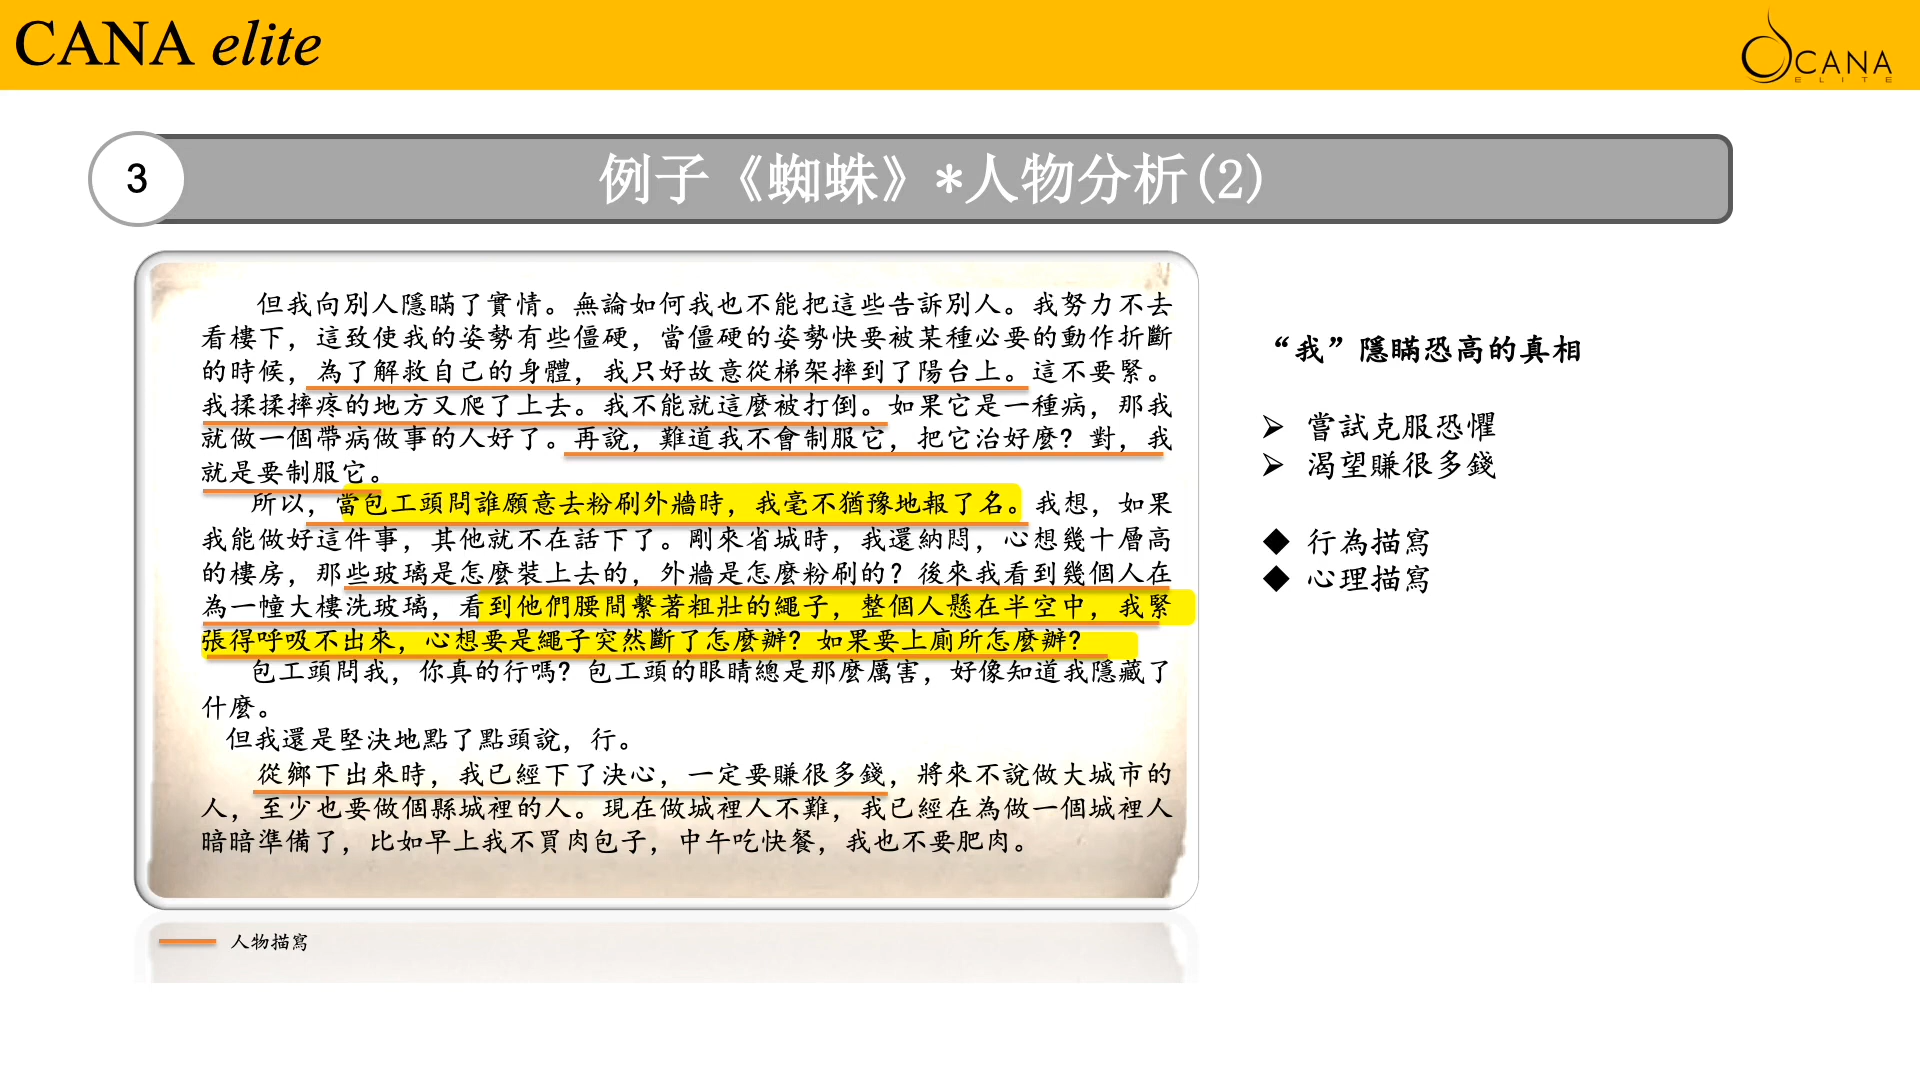 CANA elite
CANA
ELITE
3
例子《蜘蛛》*人物分析(2)
但我向別人隱瞞了實情。無論如何我也不能把這些告訴別人。我努力不去
看樓下，這致使我的姿勢有些僵硬，當僵硬的姿勢快要被某種必要的動作折斷
的時候，為了解救自己的身體，我只好故意從梯架摔到了陽台上。這不要緊。
我揉揉摔疼的地方又爬了上去。我不能就這麼被打倒。如果它是一種病，那我
就做一個帶病做事的人好了。再說，難道我不會制服它，把它治好麼？對，我
就是要制服它。
所以，當包工頭問誰願意去粉刷外牆時，我毫不猶豫地報了名。我想，如果
我能做好這件事，其他就不在話下了。剛來省城時，我還納悶，心想幾十層高
的樓房，那些玻璃是怎麼裝上去的，外牆是怎麼粉刷的？後來我看到幾個人在
為一幢大樓洗玻璃，看到他們腰間繫著粗壯的繩子，整個人懸在半空中，我緊
張得呼吸不出來，心想要是繩子突然斷了怎麼辦？如果要上廁所怎麼辦？
包工頭問我，你真的行嗎？包工頭的眼睛總是那麼厲害，好像知道我隱藏了
什麼。
但我還是堅決地點了點頭說，行。
從鄉下出來時，我已經下了決心，一定要賺很多錢，將來不說做大城市的
人，至少也要做個縣城裡的人。現在做城裡人不難，我已經在為做一個城裡人
暗暗準備了，比如早上我不買肉包子，中午吃快餐，我也不要肥肉。
人物描寫
“我”隱瞞恐高的真相
➢ 嘗試克服恐懼
➢ 渴望賺很多錢
◆ 行為描寫
◆ 心理描寫